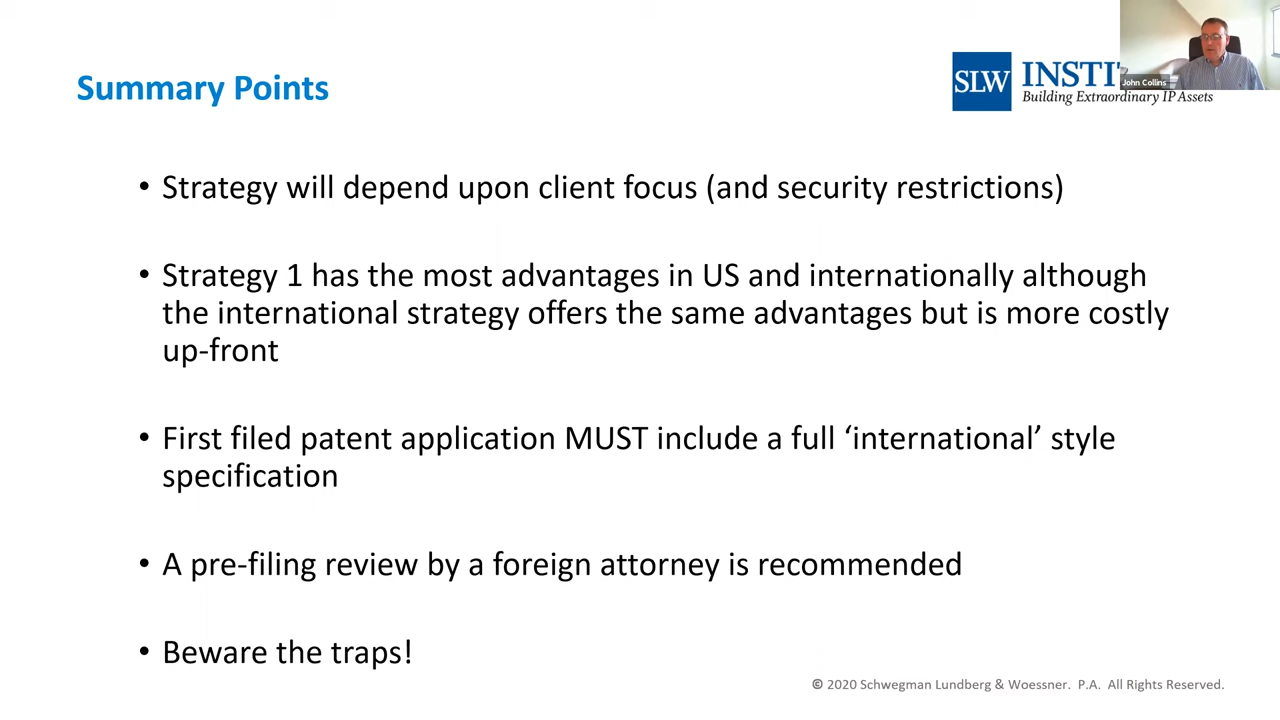 Summary Points
SLW
INSTI
Building Extraordinary IP Assets
John Collins
• Strategy will depend upon client focus (and security restrictions)
• Strategy 1 has the most advantages in US and internationally although
the international strategy offers the same advantages but is more costly
up-front
• First filed patent application MUST include a full ‘international’ style
specification
• A pre-filing review by a foreign attorney is recommended
• Beware the traps!
© 2020 Schwegman Lundberg & Woessner. P.A. All Rights Reserved.